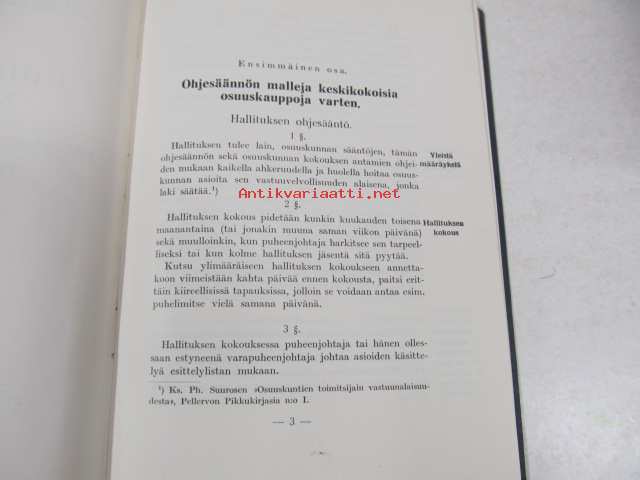 Ensimmäinen osa.
Ohjesäännön malleja keskikokoisia
osuuskauppoja varten.
Hallituksen ohjesääntö.
1 §.
Hallituksen tulee lain, osuuskunnan sääntöjen, tämän
ohjesäännön sekä osuuskunnan kokouksen antamien ohjei-
den mukaan kaikella ahkeruudella ja huolella hoitaa osuus-
kunnan asioita sen vastuuvelvollisuuden alaisena, jonka
laki säätää.¹)
Yleisiä
määräyksiä
Antikvariaatti.net
2 §.
Hallituksen kokous pidetään kunkin kuukauden toisena
maanantaina (tai jonakin muuna saman viikon päivänä)
sekä muulloinkin, kun puheenjohtaja harkitsee sen tarpeel-
liseksi tai kun kolme hallituksen jäsentä sitä pyytää.
Hallituksen
kokous
Kutsu ylimääräiseen hallituksen kokoukseen annetta-
koon viimeistään kahta päivää ennen kokousta, paitsi erit-
täin kiireellisissä tapauksissa, jolloin se voidaan antaa esim.
puhelimitse vielä samana päivänä.
3 §.
Hallituksen kokouksessa puheenjohtaja tai hänen olles-
saan estyneenä varapuheenjohtaja johtaa asioiden käsitte-
lyä esittelylistan mukaan.
¹) Ks. Ph. Suurosen »Osuuskuntien toimitsijain vastuunalaisuu-
desta», Pellervon Pikkukirjasia n:o 1.
— 3 —